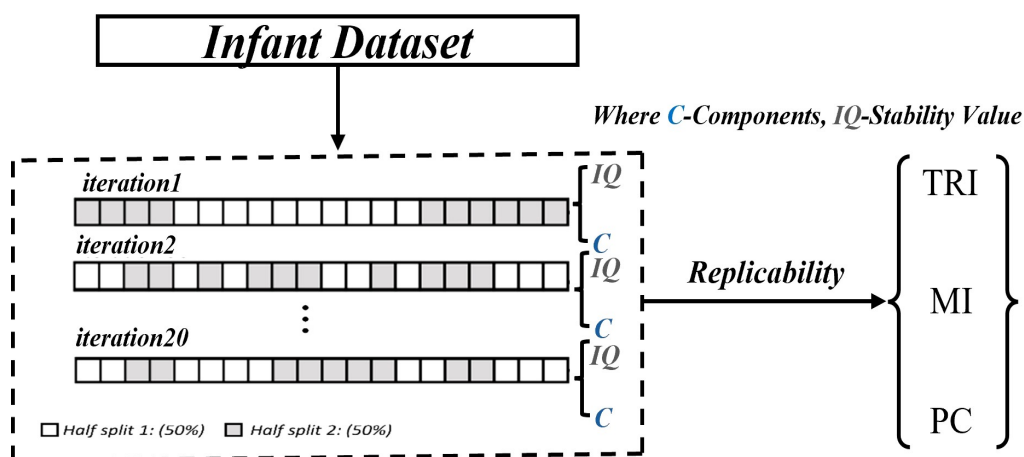 Infant Dataset
Where C-Components, IQ-Stability Value
iteration1
IQ
C
iteration2
IQ
C
iteration20
IQ
C
Half split 1: (50%) Half split 2: (50%)
Replicability
TRI
MI
PC